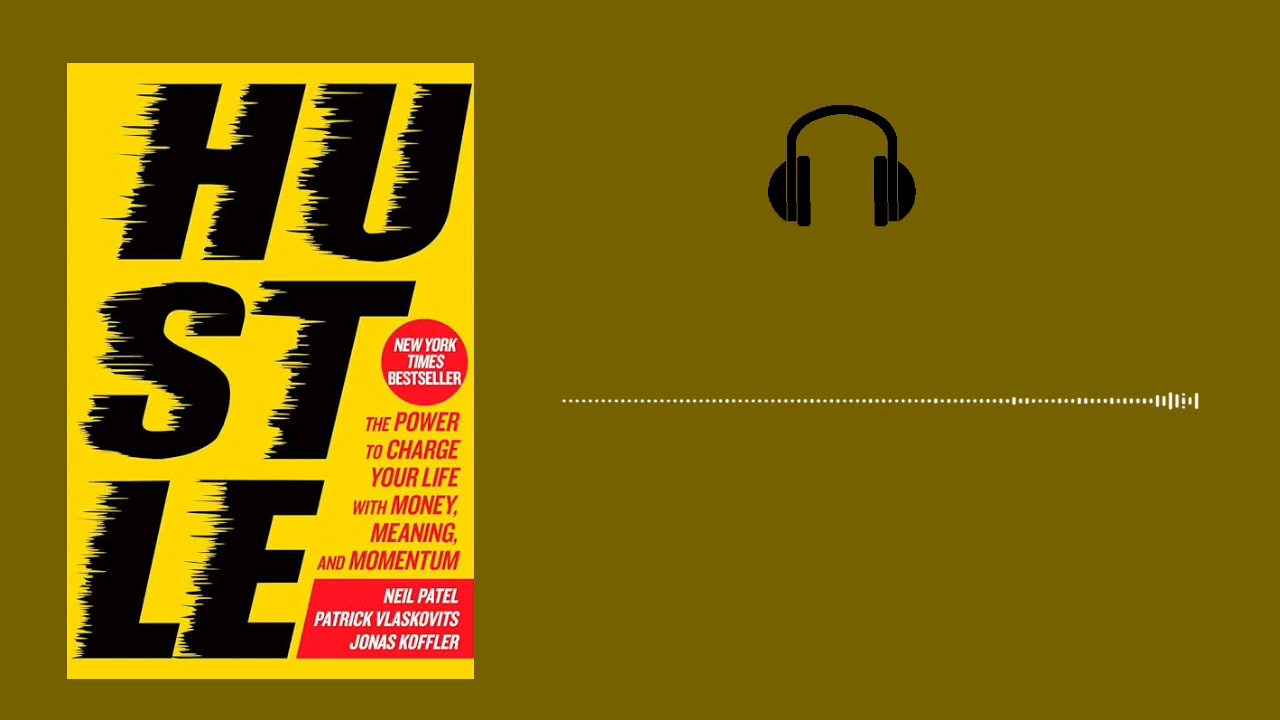 HU
ST
LE
NEW YORK
TIMES
BESTSELLER
THE POWER
TO CHARGE
YOUR LIFE
WITH MONEY,
MEANING,
AND MOMENTUM
NEIL PATEL
PATRICK VLASKOVITS
JONAS KOFFLER